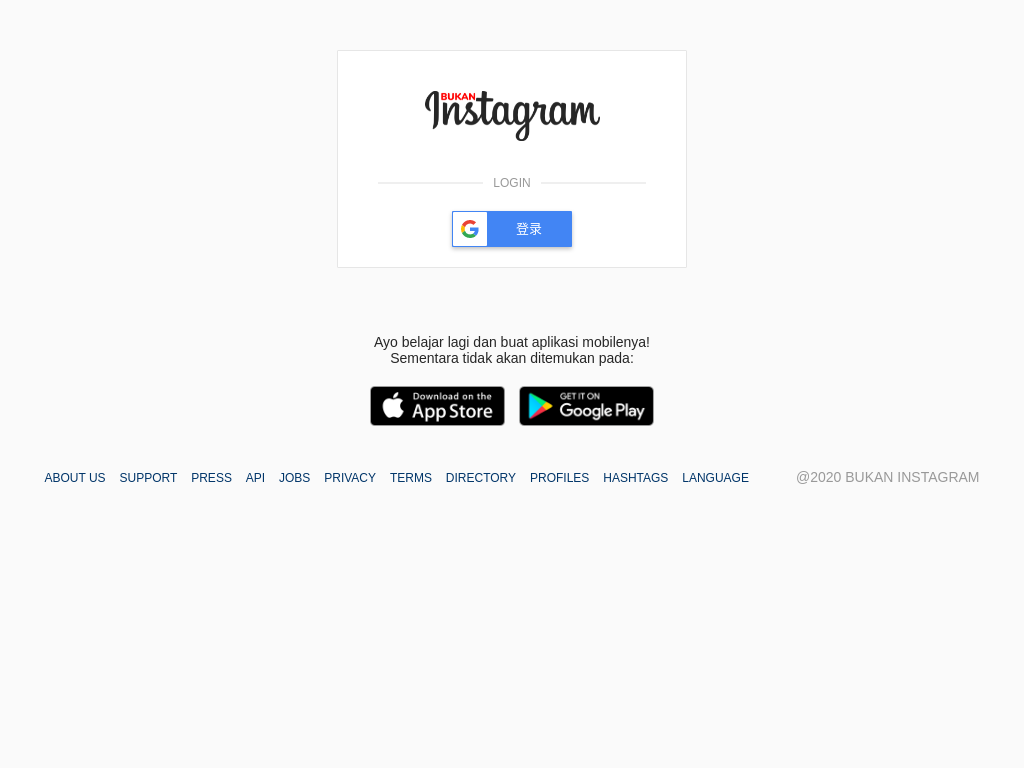 BUKAN
Instagram
LOGIN
登录
Ayo belajar lagi dan buat aplikasi mobilenya!
Sementara tidak akan ditemukan pada:
Download on the
App Store
GET IT ON
Google Play
ABOUT US SUPPORT PRESS API JOBS PRIVACY TERMS DIRECTORY PROFILES HASHTAGS LANGUAGE @2020 BUKAN INSTAGRAM